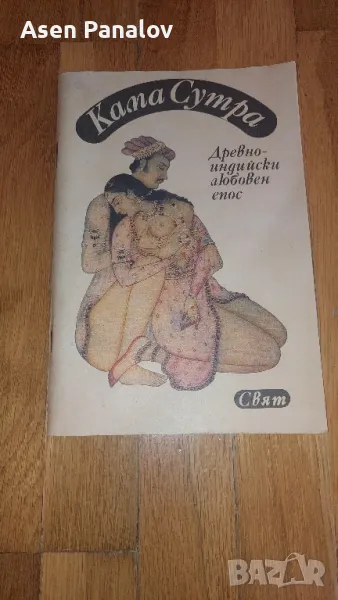 Asen Panalov
Кама Сутра
Древно-
индийски
любовен
епос
Свят
BAZAR